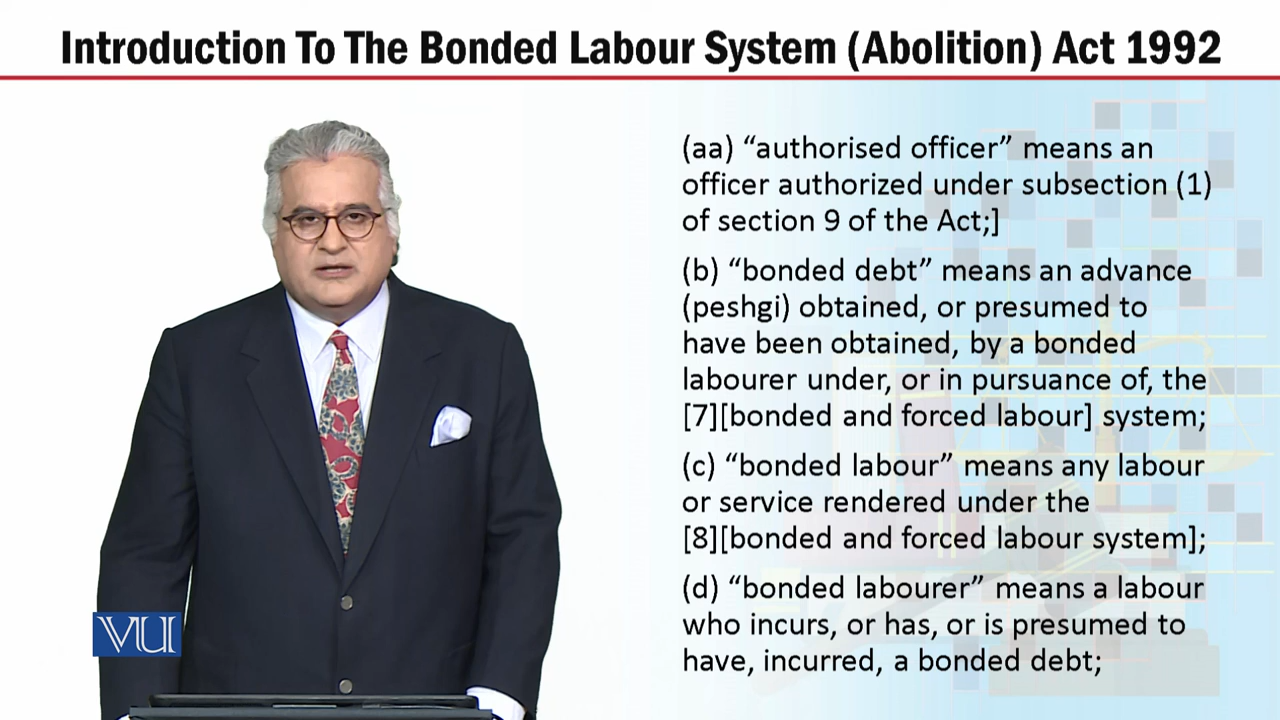 Introduction To The Bonded Labour System (Abolition) Act 1992
(aa) “authorised officer” means an
officer authorized under subsection (1)
of section 9 of the Act;]
(b) “bonded debt” means an advance
(peshgi) obtained, or presumed to
have been obtained, by a bonded
labourer under, or in pursuance of, the
[7][bonded and forced labour] system;
(c) “bonded labour” means any labour
or service rendered under the
[8][bonded and forced labour system];
(d) “bonded labourer” means a labour
who incurs, or has, or is presumed to
have, incurred, a bonded debt;
VU